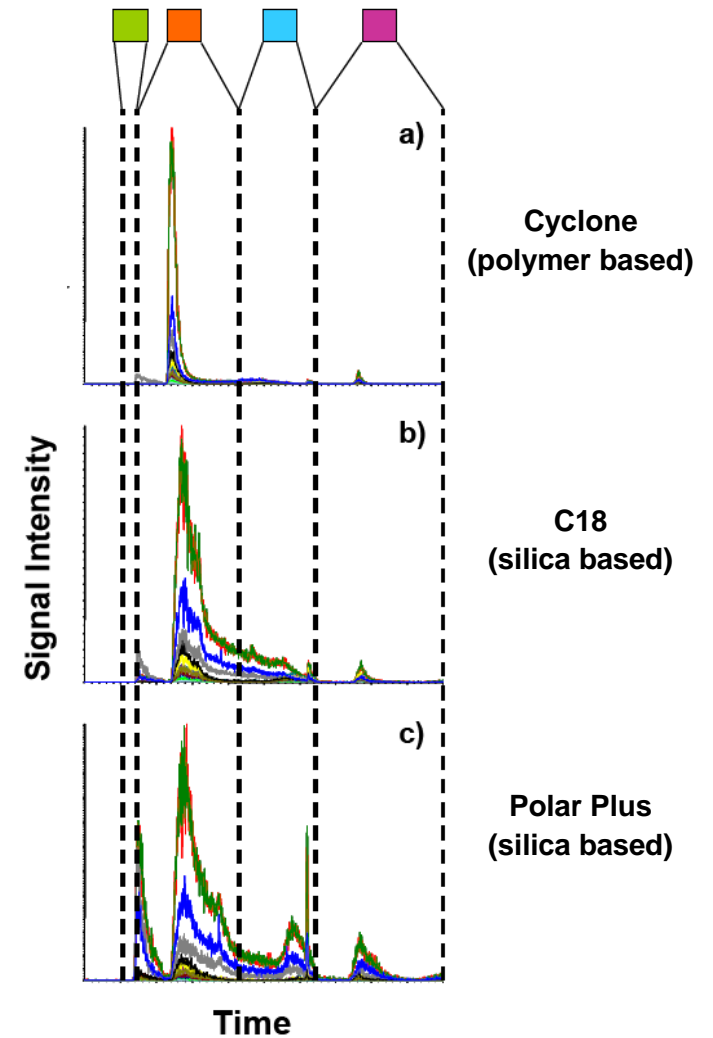 a)
Cyclone
(polymer based)
b)
C18
(silica based)
Signal Intensity
c)
Polar Plus
(silica based)
Time